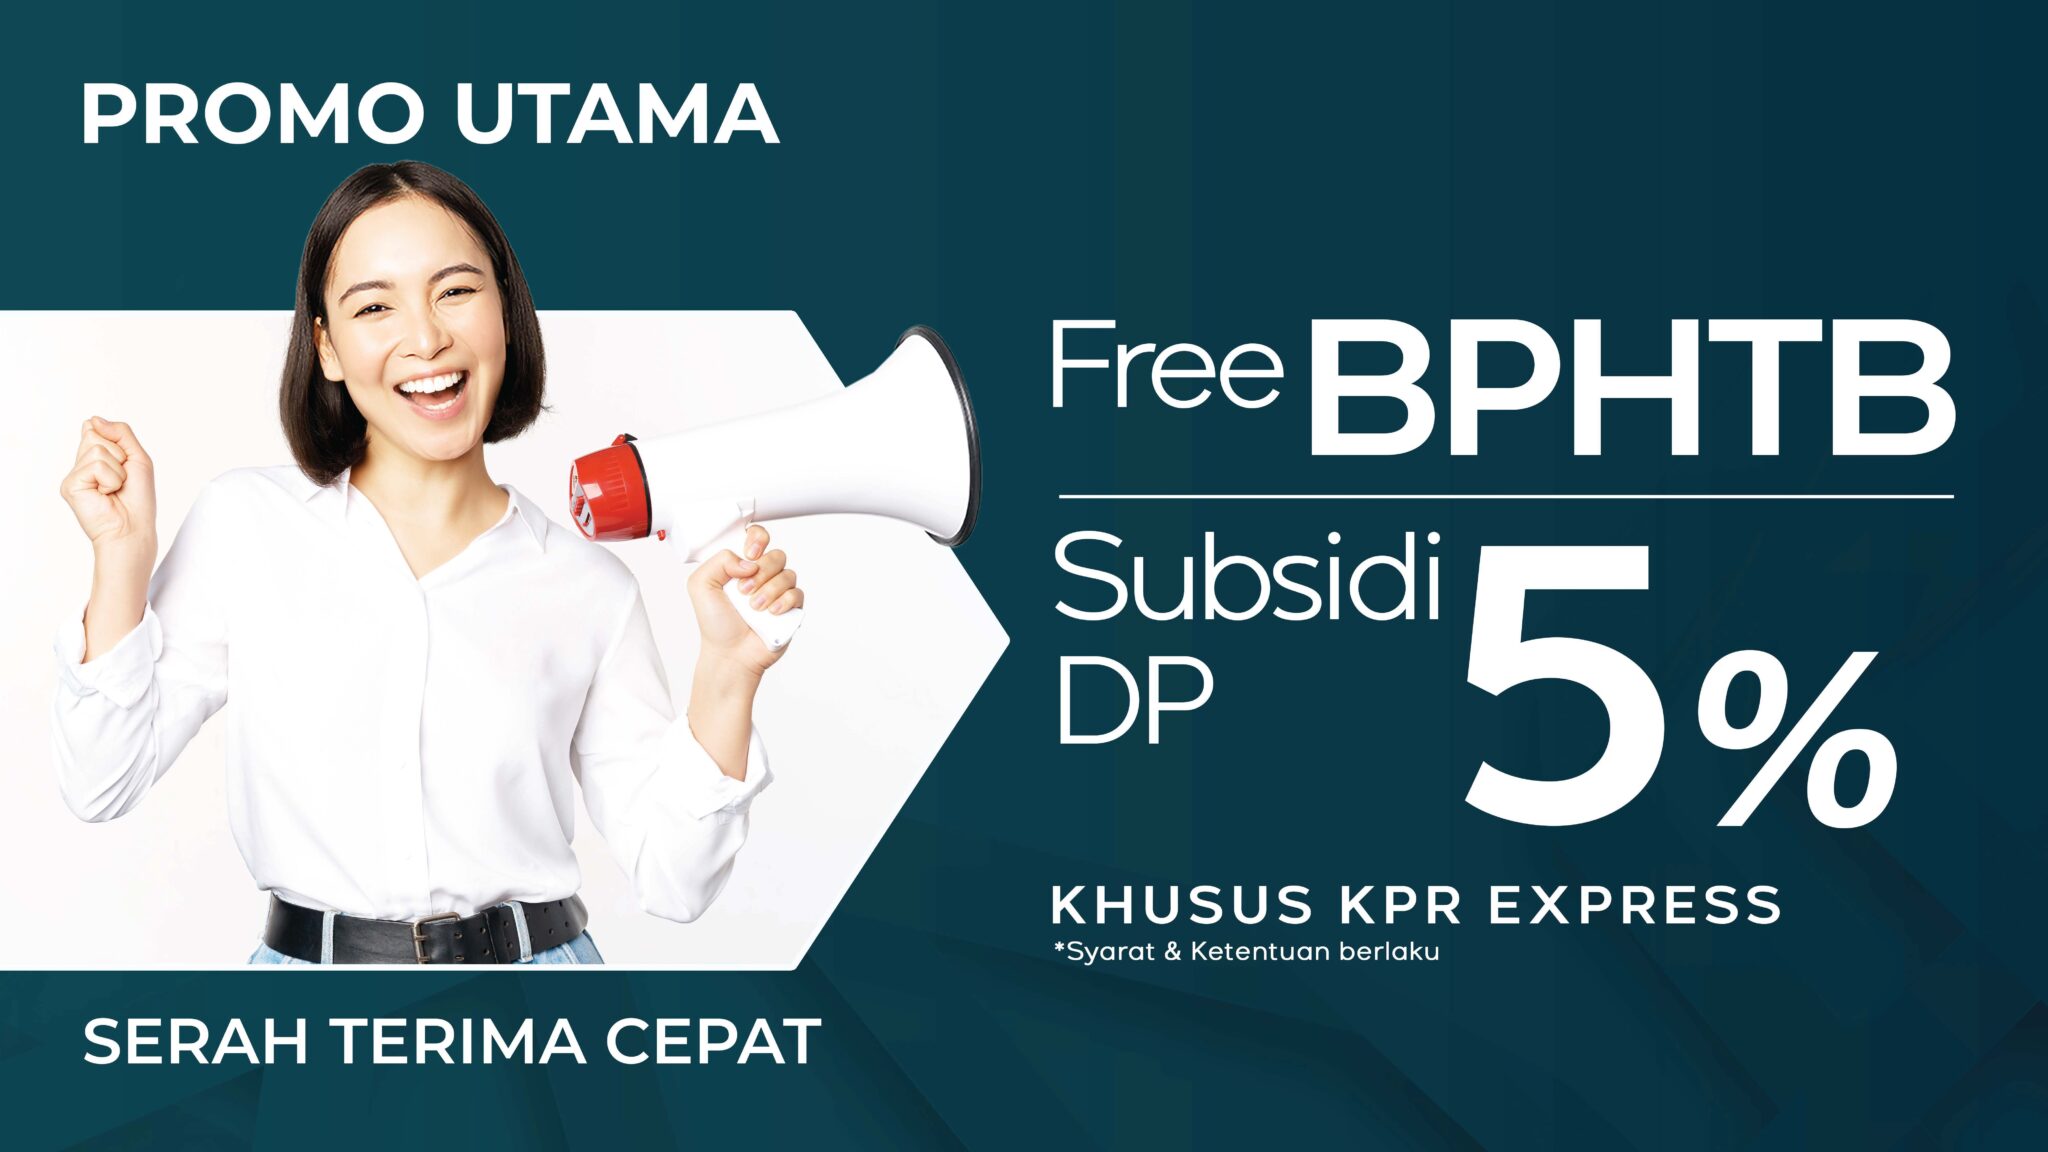 PROMO UTAMA
Free BPHTB
Subsidi
DP
5%
KHUSUS KPR EXPRESS
*Syarat & Ketentuan berlaku
SERAH TERIMA CEPAT